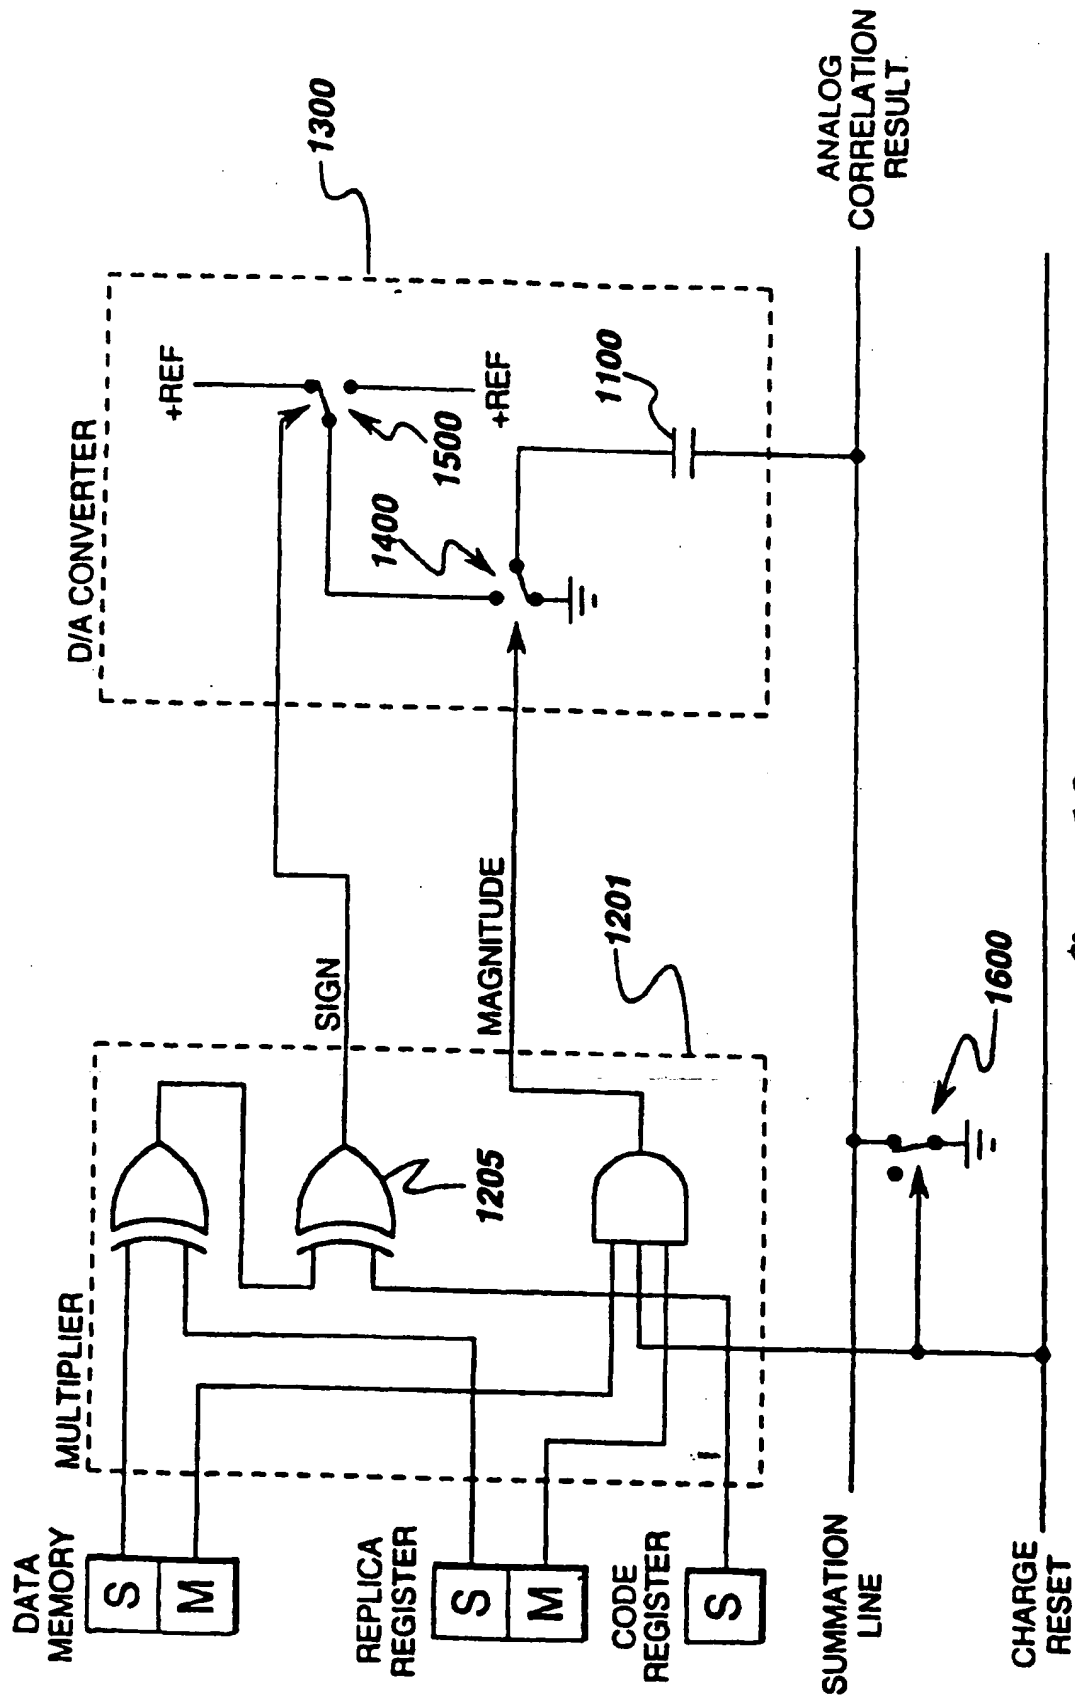 DATA
MEMORY
S
M
REPLICA
REGISTER
S
M
CODE
REGISTER
S
SUMMATION
LINE
CHARGE
RESET
MULTIPLIER
1205
SIGN
MAGNITUDE
1201
1600
D/A CONVERTER
+REF
1500
+REF
1400
1100
1300
ANALOG
CORRELATION
RESULT.